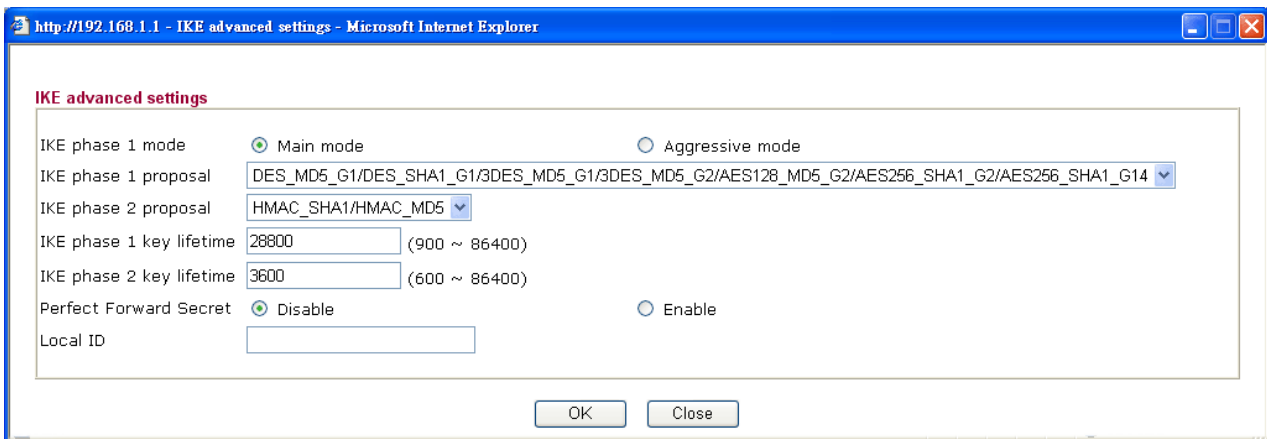 http://192.168.1.1 - IKE advanced settings - Microsoft Internet Explorer
IKE advanced settings
IKE phase 1 mode Main mode Aggressive mode
IKE phase 1 proposal DES_MD5_G1/DES_SHA1_G1/3DES_MD5_G1/3DES_MD5_G2/AES128_MD5_G2/AES256_SHA1_G2/AES256_SHA1_G14
IKE phase 2 proposal HMAC_SHA1/HMAC_MD5
IKE phase 1 key lifetime 28800 (900 ~ 86400)
IKE phase 2 key lifetime 3600 (600 ~ 86400)
Perfect Forward Secret Disable Enable
Local ID
OK Close